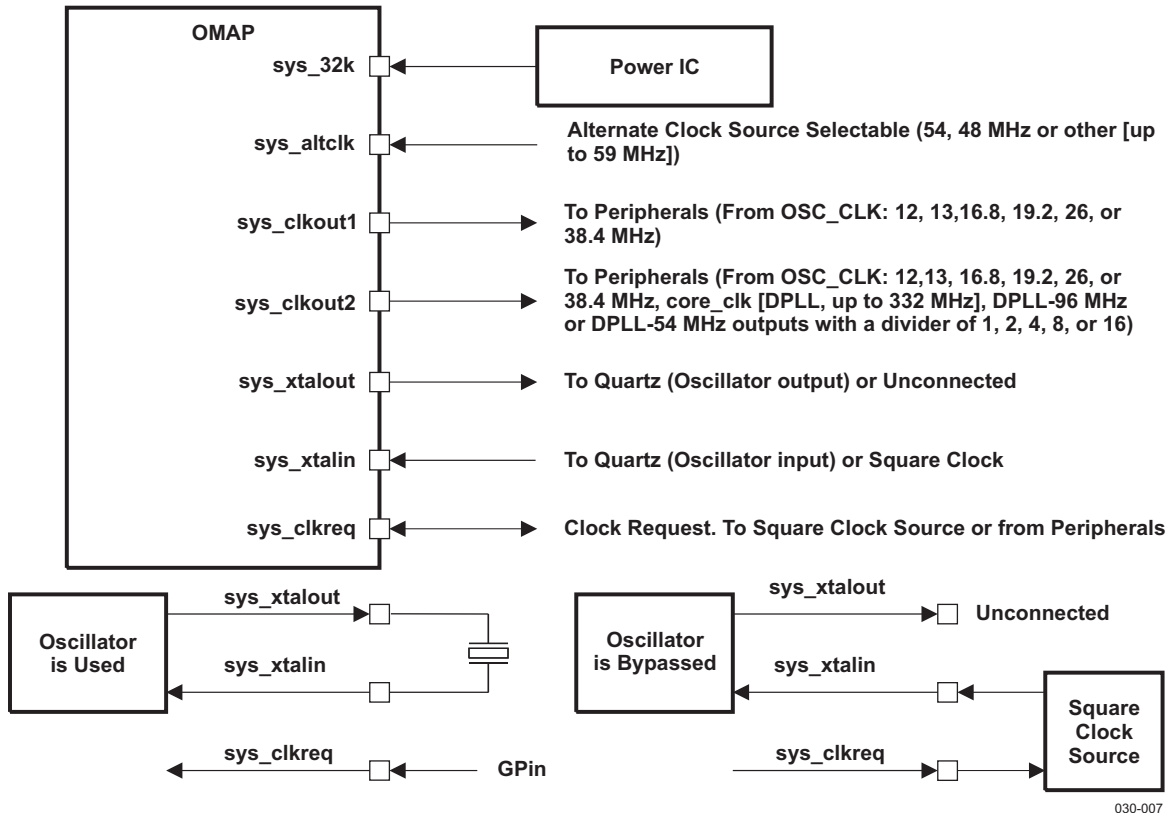 OMAP
sys_32k
Power IC
sys_altclk
Alternate Clock Source Selectable (54, 48 MHz or other [up
to 59 MHz])
sys_clkout1
To Peripherals (From OSC_CLK: 12, 13,16.8, 19.2, 26, or
38.4 MHz)
sys_clkout2
To Peripherals (From OSC_CLK: 12,13, 16.8, 19.2, 26, or
38.4 MHz, core_clk [DPLL, up to 332 MHz], DPLL-96 MHz
or DPLL-54 MHz outputs with a divider of 1, 2, 4, 8, or 16)
sys_xtalout
To Quartz (Oscillator output) or Unconnected
sys_xtalin
To Quartz (Oscillator input) or Square Clock
sys_clkreq
Clock Request. To Square Clock Source or from Peripherals
Oscillator
is Used
sys_xtalout
sys_xtalin
sys_clkreq
GPin
Oscillator
is Bypassed
sys_xtalout
Unconnected
sys_xtalin
sys_clkreq
Square
Clock
Source
030-007